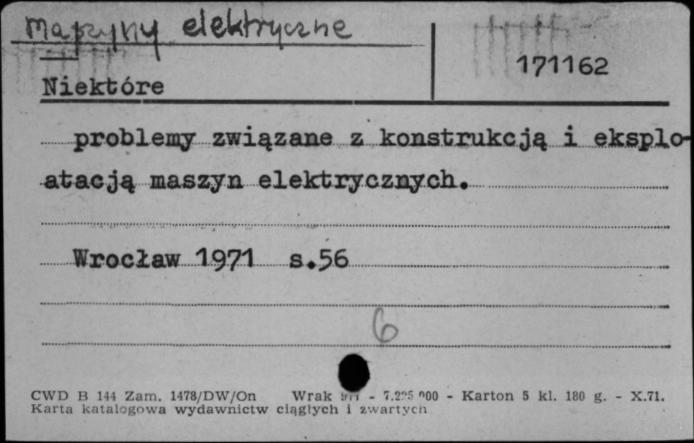 Maszyny elektryczne
171162
Niektóre
problemy związane z konstrukcją i eksplo-
atacją maszyn elektrycznych.
Wrocław 1971 s.56
6
CWD B 144 Zam. 1478/DW/On Wrak - 000 - Karton 5 kl. 180 g. - X.71.
Karta katalogowa wydawnictw ciągłych i zwartych